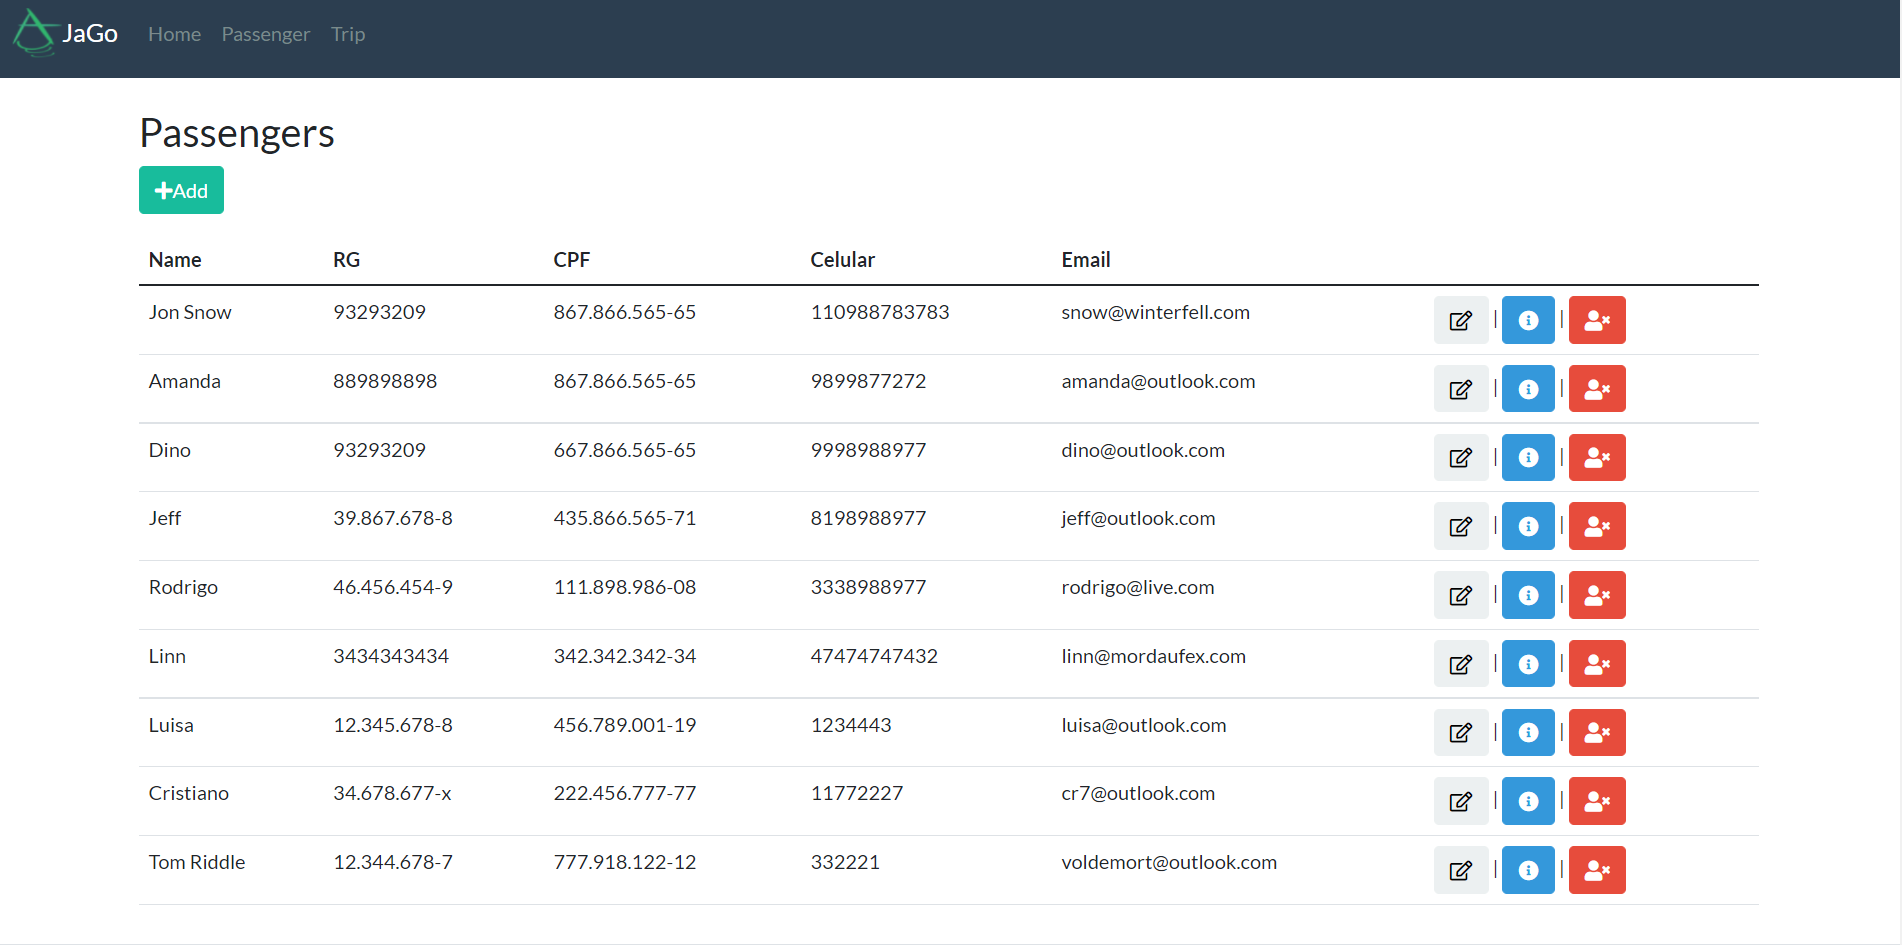 JaGo Home Passenger Trip
Passengers
Add
Name RG CPF Celular Email
Jon Snow 93293209 867.866.565-65 110988783783 snow@winterfell.com | |
Amanda 889898898 867.866.565-65 9899877272 amanda@outlook.com | |
Dino 93293209 667.866.565-65 9998988977 dino@outlook.com | |
Jeff 39.867.678-8 435.866.565-71 8198988977 jeff@outlook.com | |
Rodrigo 46.456.454-9 111.898.986-08 3338988977 rodrigo@live.com | |
Linn 3434343434 342.342.342-34 47474747432 linn@mordaufex.com | |
Luisa 12.345.678-8 456.789.001-19 1234443 luisa@outlook.com | |
Cristiano 34.678.677-x 222.456.777-77 11772227 cr7@outlook.com | |
Tom Riddle 12.344.678-7 777.918.122-12 332221 voldemort@outlook.com | |